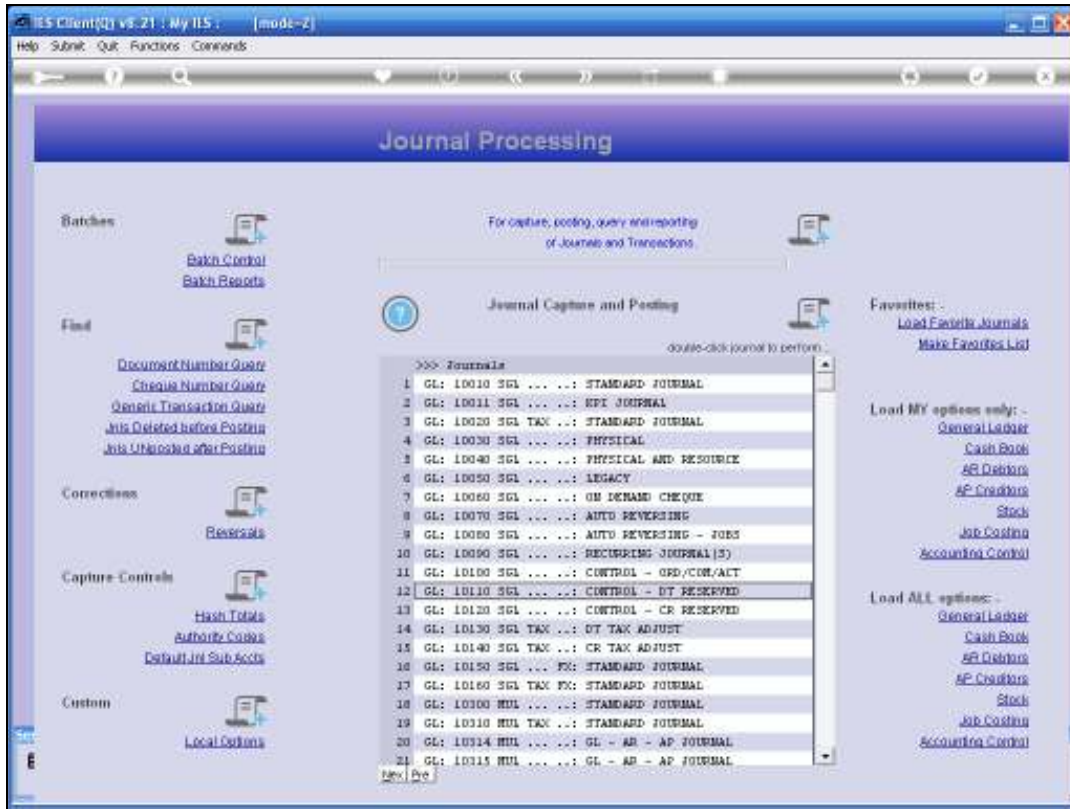 IES Client(Q) v8.21 : My IES : [mode=Z]
Help Submit Quit Functions Commands
Journal Processing
Batches
Batch Control
Batch Reports
Find
Document Number Query
Cheque Number Query
Generic Transaction Query
Jnls Deleted before Posting
Jnls UNposted after Posting
Corrections
Reversals
Capture Controls
Hash Totals
Authority Codes
Default Jnl Sub Accts
Custom
Local Options
For capture, posting, query and reporting
of Journals and Transactions.
Journal Capture and Posting
double-click journal to perform ..
>>> Journals
1 GL: 10010 SGL ... ..: STANDARD JOURNAL
2 GL: 10011 SGL ... ..: KPI JOURNAL
3 GL: 10020 SGL TAX ..: STANDARD JOURNAL
4 GL: 10030 SGL ... ..: PHYSICAL
5 GL: 10040 SGL ... ..: PHYSICAL AND RESOURCE
6 GL: 10050 SGL ... ..: LEGACY
7 GL: 10060 SGL ... ..: ON DEMAND CHEQUE
8 GL: 10070 SGL ... ..: AUTO REVERSING
9 GL: 10080 SGL ... ..: AUTO REVERSING - JOBS
10 GL: 10090 SGL ... ..: RECURRING JOURNAL(S)
11 GL: 10100 SGL ... ..: CONTROL - ORD/COM/ACT
12 GL: 10110 SGL ... ..: CONTROL - DT RESERVED
13 GL: 10120 SGL ... ..: CONTROL - CR RESERVED
14 GL: 10130 SGL TAX ..: DT TAX ADJUST
15 GL: 10140 SGL TAX ..: CR TAX ADJUST
16 GL: 10150 SGL ... FX: STANDARD JOURNAL
17 GL: 10160 SGL TAX FX: STANDARD JOURNAL
18 GL: 10300 MUL ... ..: STANDARD JOURNAL
19 GL: 10310 MUL TAX ..: STANDARD JOURNAL
20 GL: 10314 MUL ... ..: GL - AR - AP JOURNAL
21 GL: 10315 MUL ... ..: GL - AR - AP JOURNAL
Nex Pre
Favorites: -
Load Favorite Journals
Make Favorites List
Load MY options only: -
General Ledger
Cash Book
AR Debtors
AP Creditors
Stock
Job Costing
Accounting Control
Load ALL options: -
General Ledger
Cash Book
AR Debtors
AP Creditors
Stock
Job Costing
Accounting Control